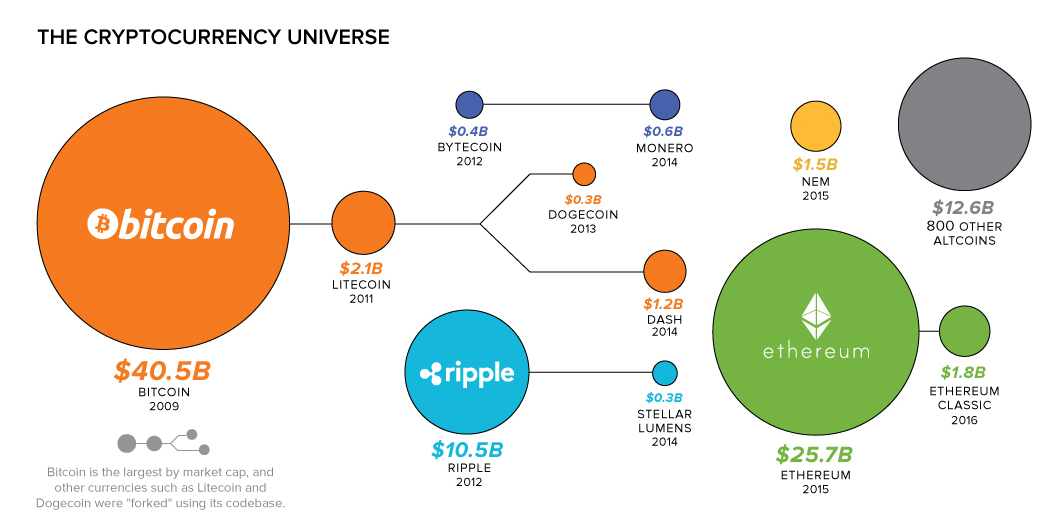 THE CRYPTOCURRENCY UNIVERSE
bitcoin
$40.5B
BITCOIN
2009
Bitcoin is the largest by market cap, and
other currencies such as Litecoin and
Dogecoin were "forked" using its codebase.
$2.1B
LITECOIN
2011
$0.4B
BYTECOIN
2012
$0.6B
MONERO
2014
$0.3B
DOGECOIN
2013
$1.2B
DASH
2014
ripple
$10.5B
RIPPLE
2012
$0.3B
STELLAR
LUMENS
2014
$1.5B
NEM
2015
$12.6B
800 OTHER
ALTCOINS
ethereum
$25.7B
ETHEREUM
2015
$1.8B
ETHEREUM
CLASSIC
2016